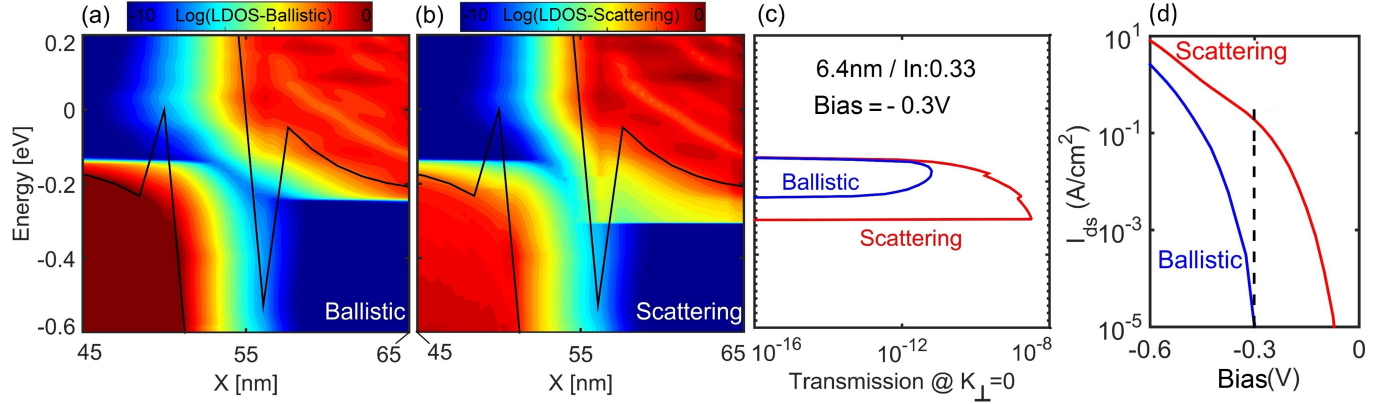 (a)
-10 Log(LDOS-Ballistic) 0
(b)
-10 Log(LDOS-Scattering) 0
(c)
(d)
Energy [eV]
0.2
0
-0.2
-0.4
-0.6
Ballistic
45 55 65
X [nm]
Scattering
45 55 65
X [nm]
6.4nm / In:0.33
Bias = - 0.3V
Ballistic
Scattering
10-16 10-12 10-8
Transmission @ K⊥=0
Ids (A/cm2)
101
10-1
10-3
10-5
Scattering
Ballistic
-0.6 -0.3 0
Bias(V)